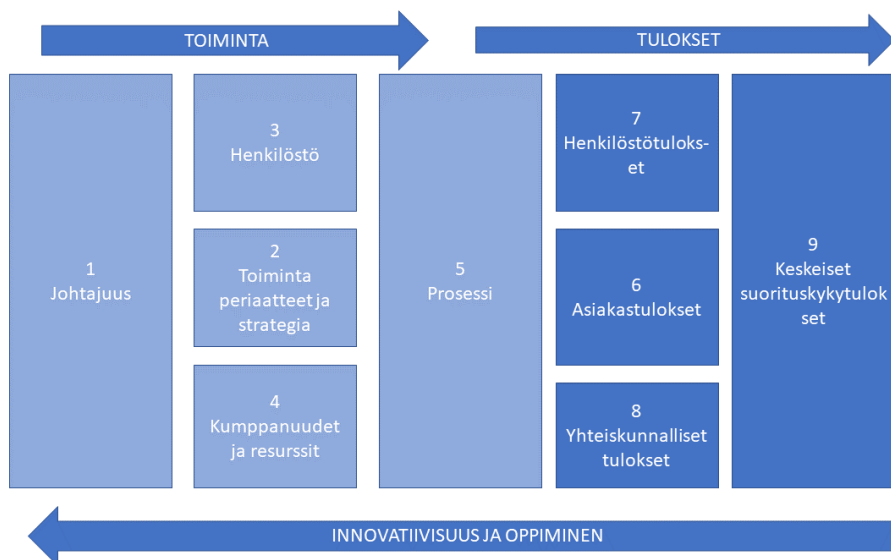 TOIMINTA
TULOKSET
1
Johtajuus
3
Henkilöstö
2
Toiminta
periaatteet ja
strategia
4
Kumppanuudet
ja resurssit
5
Prosessi
7
Henkilöstötuloks-
et
6
Asiakastulokset
8
Yhteiskunnalliset
tulokset
9
Keskeiset
suorituskykytulok
set
INNOVATIIVISUUS JA OPPIMINEN